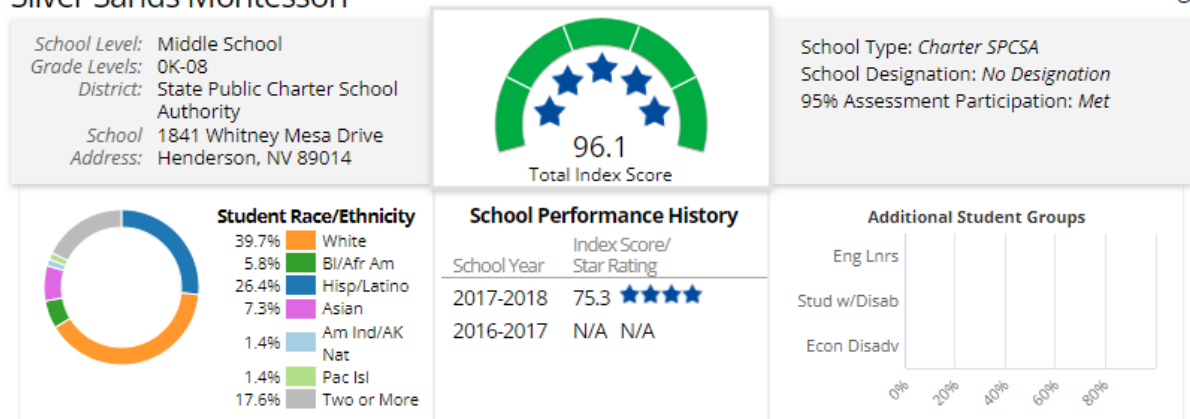 Silver Sands Montessori
School Level: Middle School
Grade Levels: 0K-08
District: State Public Charter School
Authority
School 1841 Whitney Mesa Drive
Address: Henderson, NV 89014
96.1
Total Index Score
School Type: Charter SPCSA
School Designation: No Designation
95% Assessment Participation: Met
Student Race/Ethnicity
39.7% White
5.8% Bl/Afr Am
26.4% Hisp/Latino
7.3% Asian
1.4% Am Ind/AK
Nat
1.4% Pac Isl
17.6% Two or More
School Performance History
Index Score/
School Year Star Rating
2017-2018 75.3
2016-2017 N/A N/A
Additional Student Groups
Eng Lnrs
Stud w/Disab
Econ Disadv
0% 20% 40% 60% 80%